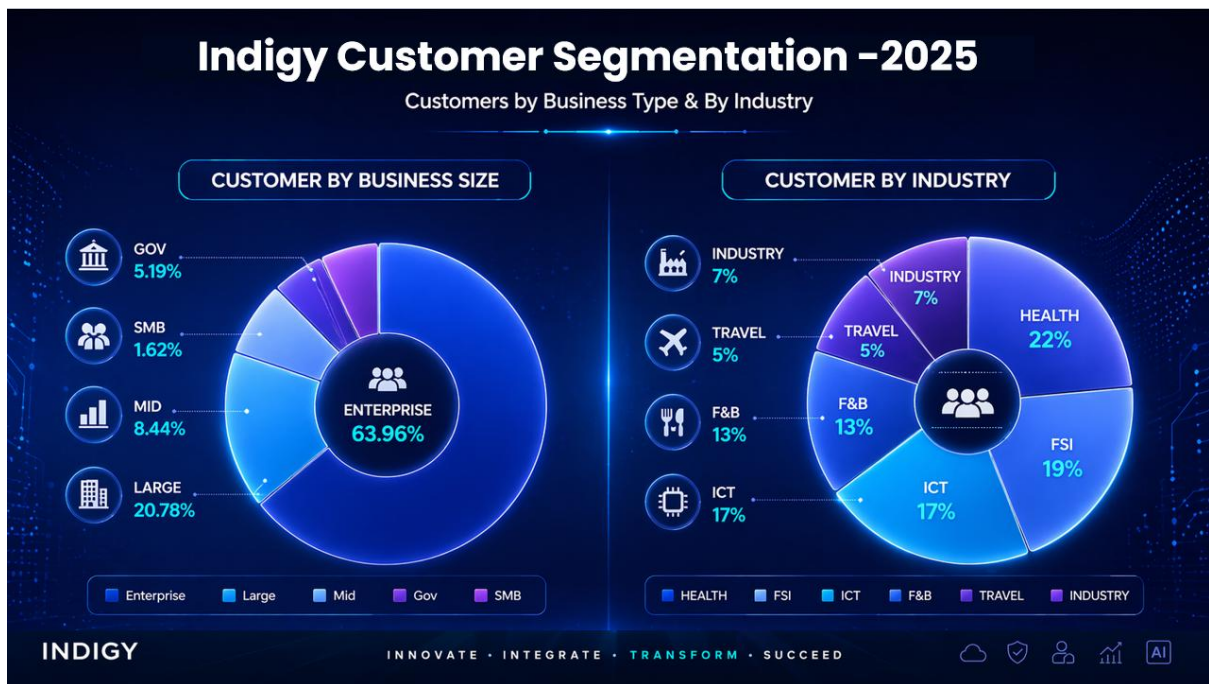 Indigy Customer Segmentation -2025
Customers by Business Type & By Industry
CUSTOMER BY BUSINESS SIZE
GOV
5.19%
SMB
1.62%
MID
8.44%
LARGE
20.78%
ENTERPRISE
63.96%
Enterprise
Large
Mid
Gov
SMB
CUSTOMER BY INDUSTRY
INDUSTRY
7%
TRAVEL
5%
F&B
13%
ICT
17%
INDUSTRY
7%
HEALTH
22%
TRAVEL
5%
F&B
13%
FSI
19%
ICT
17%
HEALTH
FSI
ICT
F&B
TRAVEL
INDUSTRY
INDIGY
INNOVATE · INTEGRATE · TRANSFORM · SUCCEED
AI